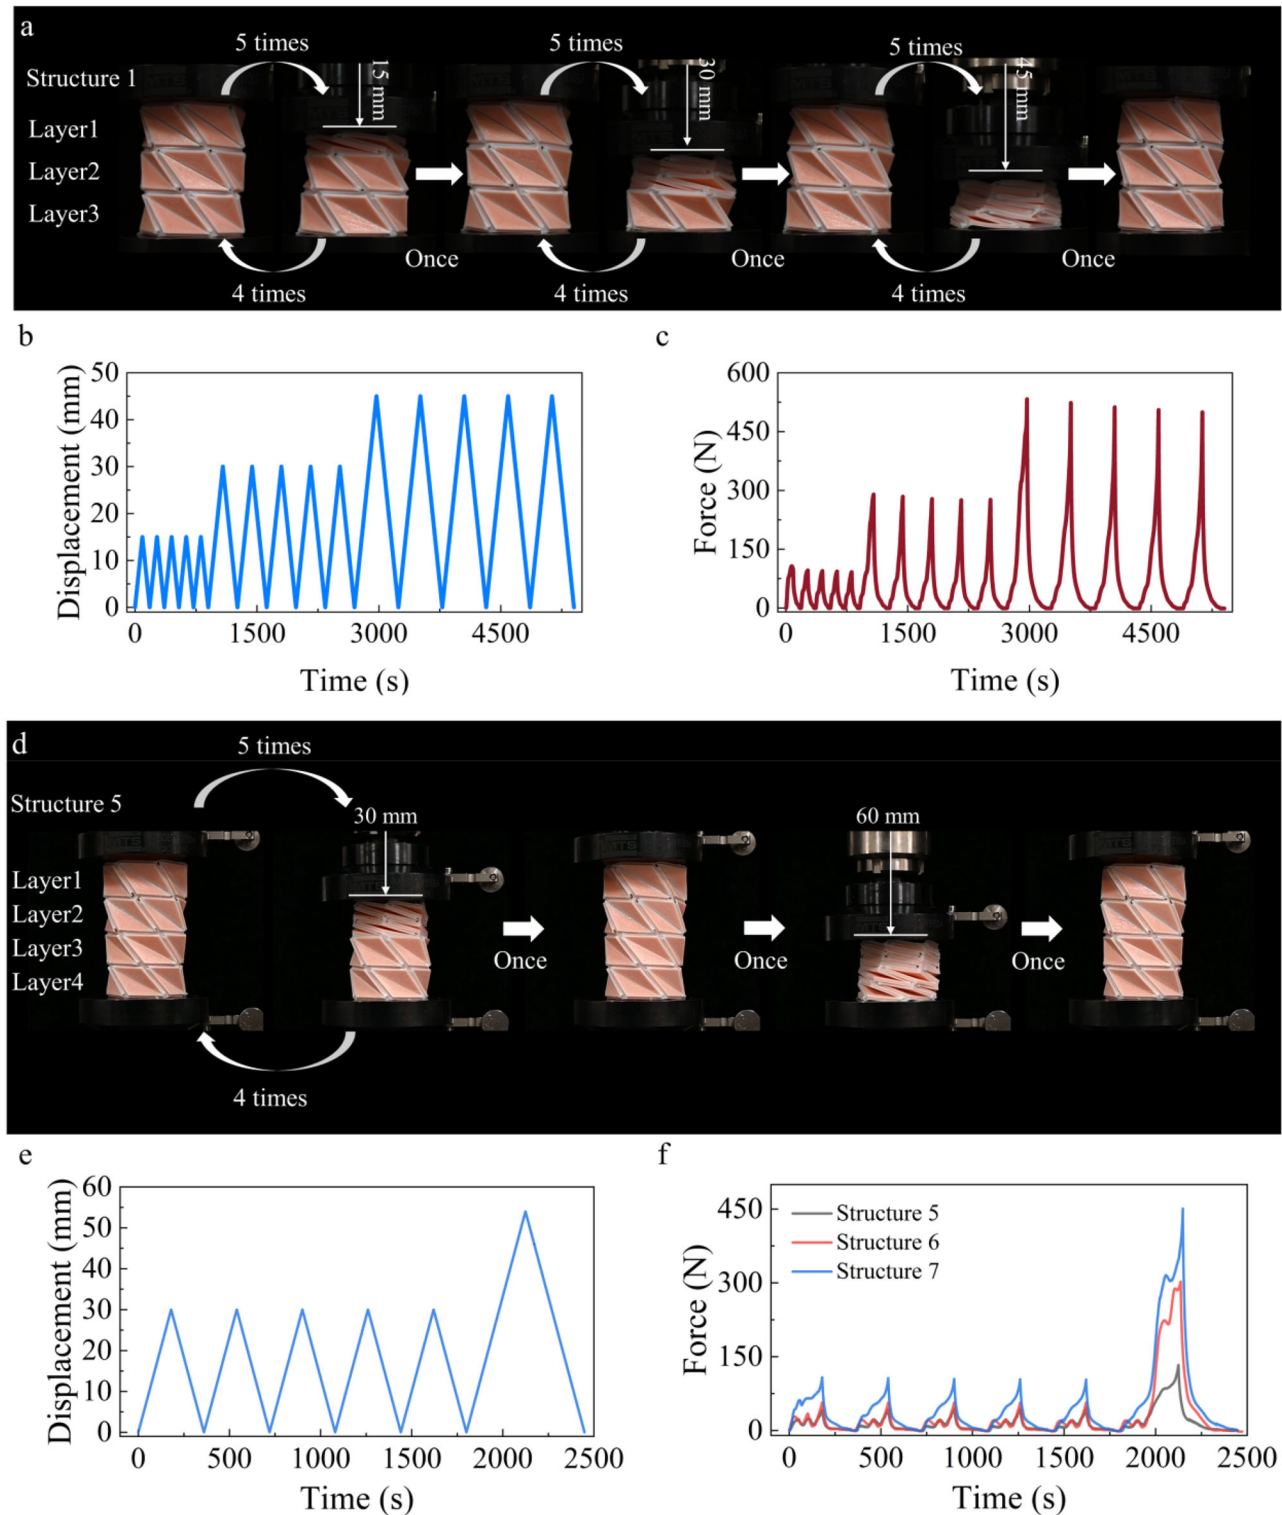 a
5 times
5 times
5 times
Structure 1
15 mm
30 mm
45 mm
MTS
Layer1
Layer2
Layer3
Once
Once
Once
4 times
4 times
4 times
b
c
50
40
30
20
10
0
Displacement (mm)
0 1500 3000 4500
Time (s)
600
450
300
150
0
Force (N)
0 1500 3000 4500
Time (s)
d
5 times
Structure 5
30 mm
60 mm
MTS
Layer1
Layer2
Layer3
Layer4
Once
Once
Once
4 times
e
f
60
50
40
30
20
10
0
Displacement (mm)
0 500 1000 1500 2000 2500
Time (s)
450
300
150
0
Force (N)
Structure 5
Structure 6
Structure 7
0 500 1000 1500 2000 2500
Time (s)